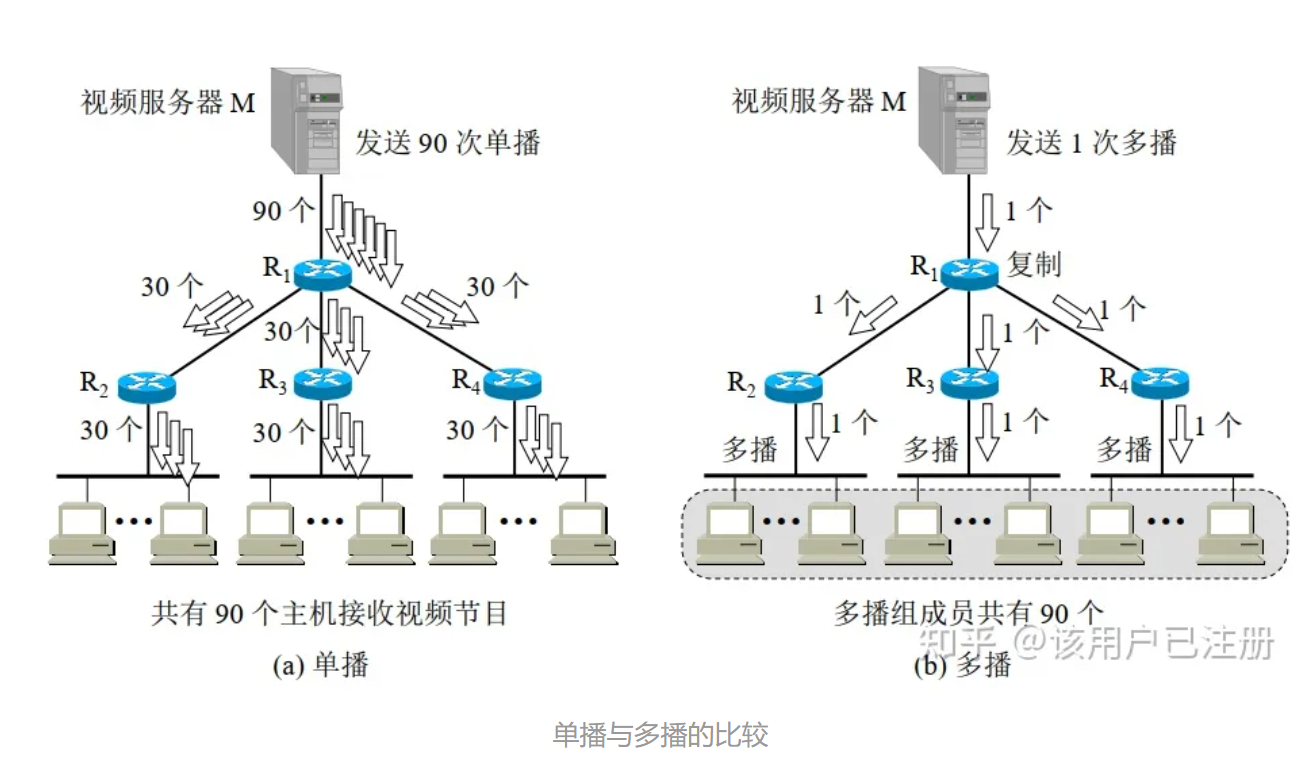 视频服务器 M
发送 90 次单播
90 个
R1
30 个
30 个
30个
R2
R3
R4
30 个
30 个
30 个
共有 90 个主机接收视频节目
(a) 单播
视频服务器 M
发送 1 次多播
1 个
R1
复制
1 个
1 个
1 个
R2
R3
R4
1 个
1 个
1 个
多播
多播
多播
多播组成员共有 90 个
(b) 多播
知乎 @该用户已注册
单播与多播的比较